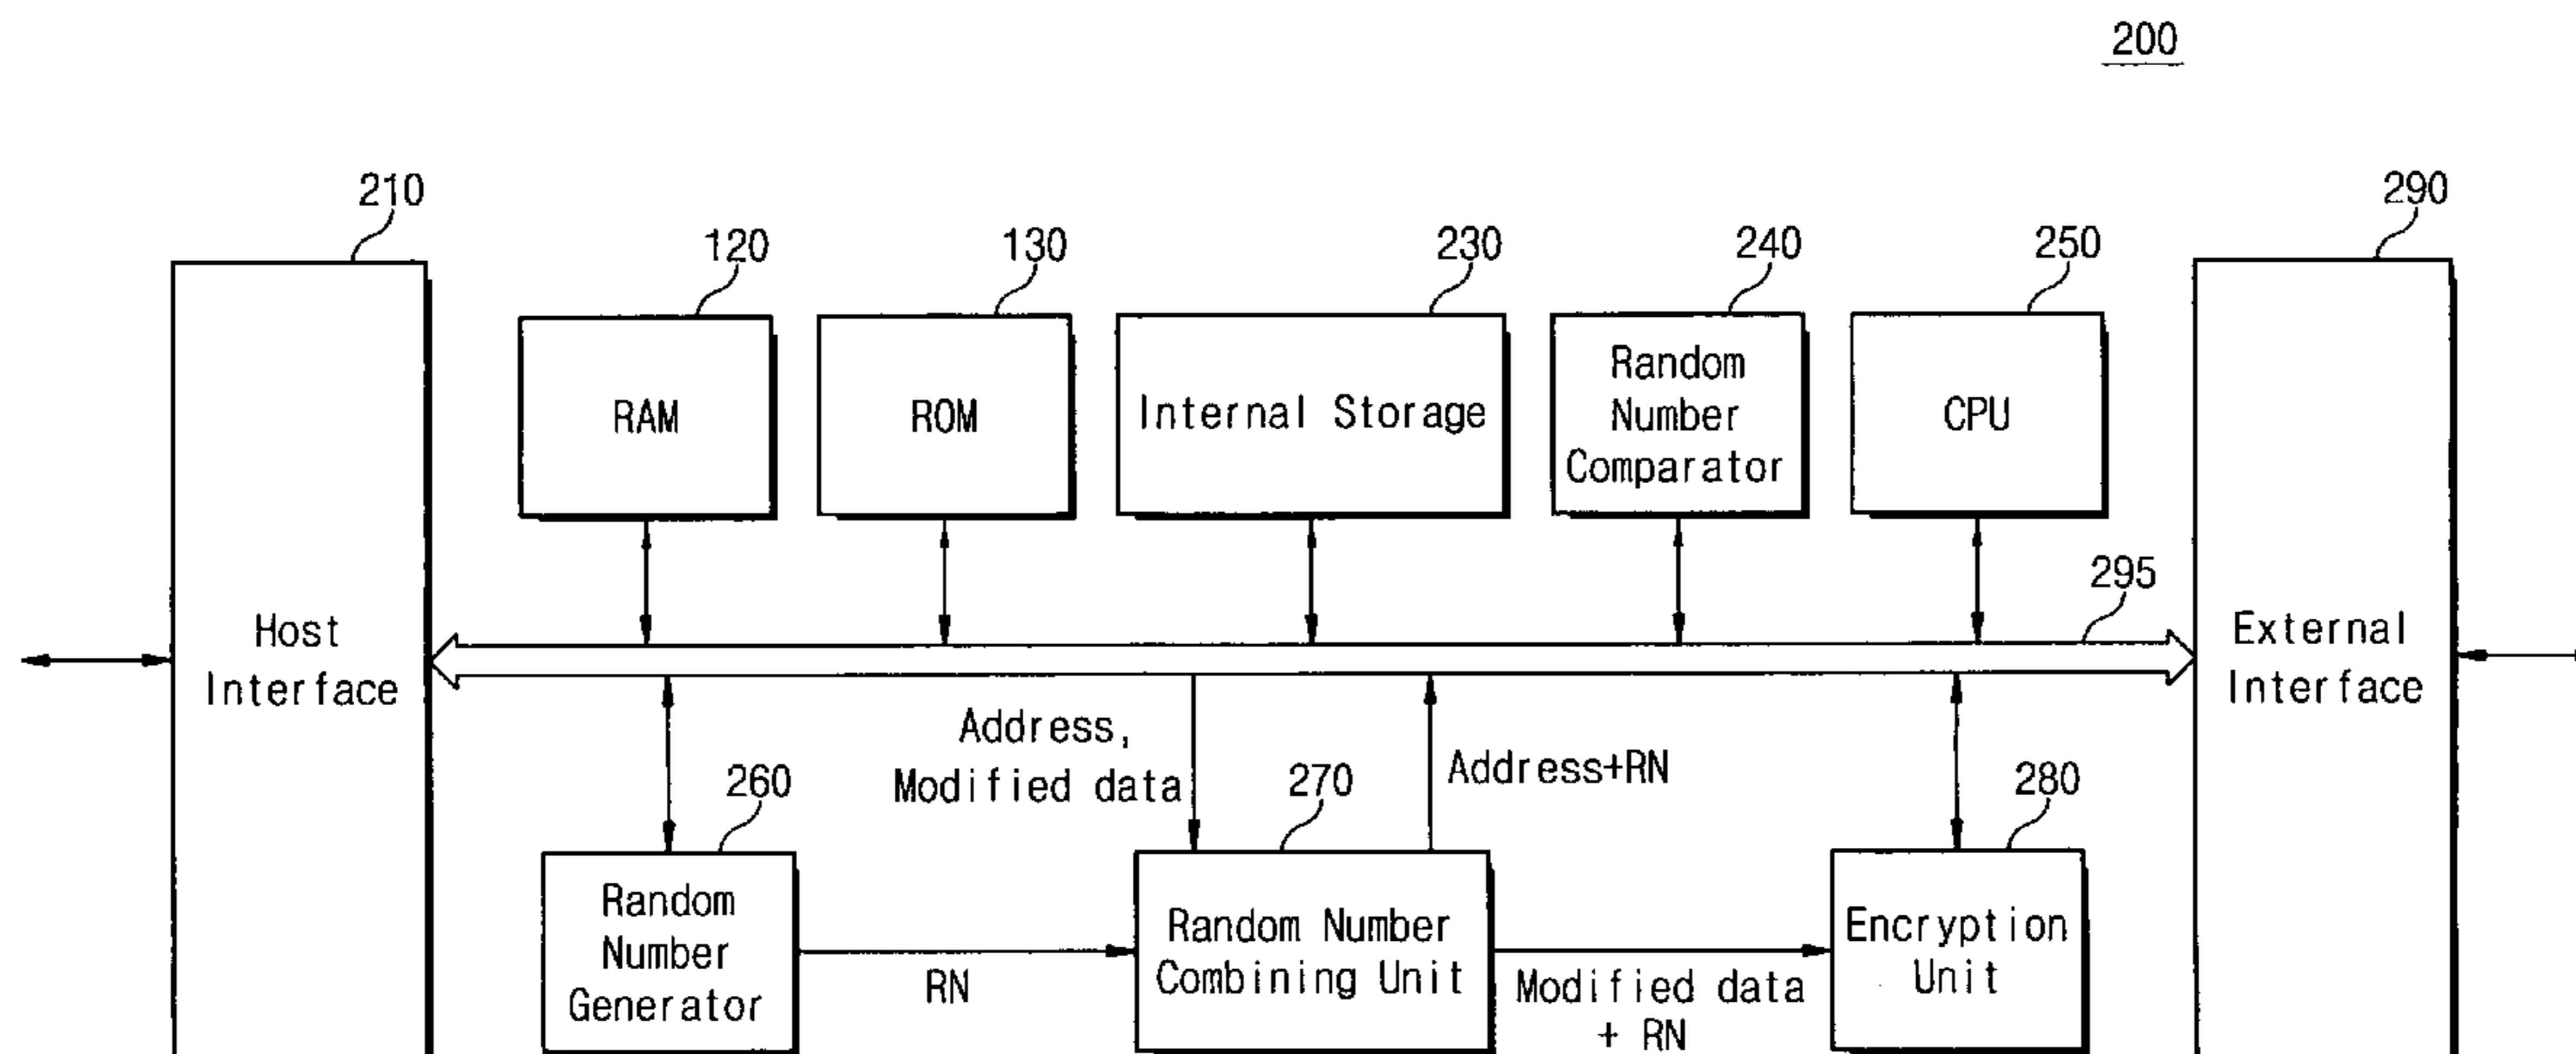 200
210
120
130
230
240
250
290
RAM
ROM
Internal Storage
Random
Number
Comparator
CPU
295
Host
Interface
External
Interface
Address,
Modified data
Address+RN
260
270
280
Random
Number
Generator
RN
Random Number
Combining Unit
Modified data
+ RN
Encryption
Unit